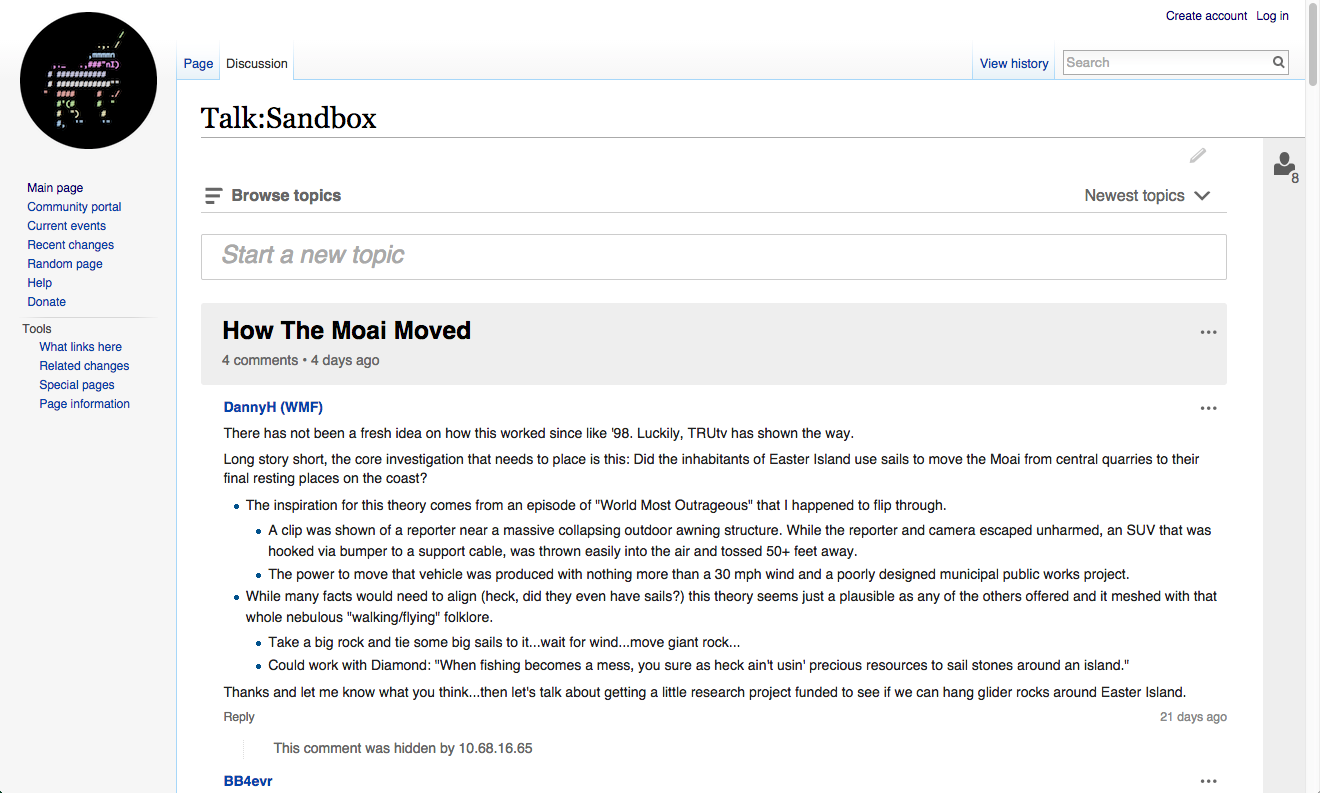 Create account Log in
Page Discussion View history Search
Talk:Sandbox
8
Main page
Community portal
Current events
Recent changes
Random page
Help
Donate
Tools
What links here
Related changes
Special pages
Page information
Browse topics Newest topics
Start a new topic
How The Moai Moved
4 comments • 4 days ago
DannyH (WMF)
There has not been a fresh idea on how this worked since like '98. Luckily, TRUtv has shown the way.
Long story short, the core investigation that needs to place is this: Did the inhabitants of Easter Island use sails to move the Moai from central quarries to their
final resting places on the coast?
The inspiration for this theory comes from an episode of "World Most Outrageous" that I happened to flip through.
A clip was shown of a reporter near a massive collapsing outdoor awning structure. While the reporter and camera escaped unharmed, an SUV that was
hooked via bumper to a support cable, was thrown easily into the air and tossed 50+ feet away.
The power to move that vehicle was produced with nothing more than a 30 mph wind and a poorly designed municipal public works project.
While many facts would need to align (heck, did they even have sails?) this theory seems just a plausible as any of the others offered and it meshed with that
whole nebulous "walking/flying" folklore.
Take a big rock and tie some big sails to it...wait for wind...move giant rock...
Could work with Diamond: "When fishing becomes a mess, you sure as heck ain't usin' precious resources to sail stones around an island."
Thanks and let me know what you think...then let's talk about getting a little research project funded to see if we can hang glider rocks around Easter Island.
Reply 21 days ago
This comment was hidden by 10.68.16.65
BB4evr